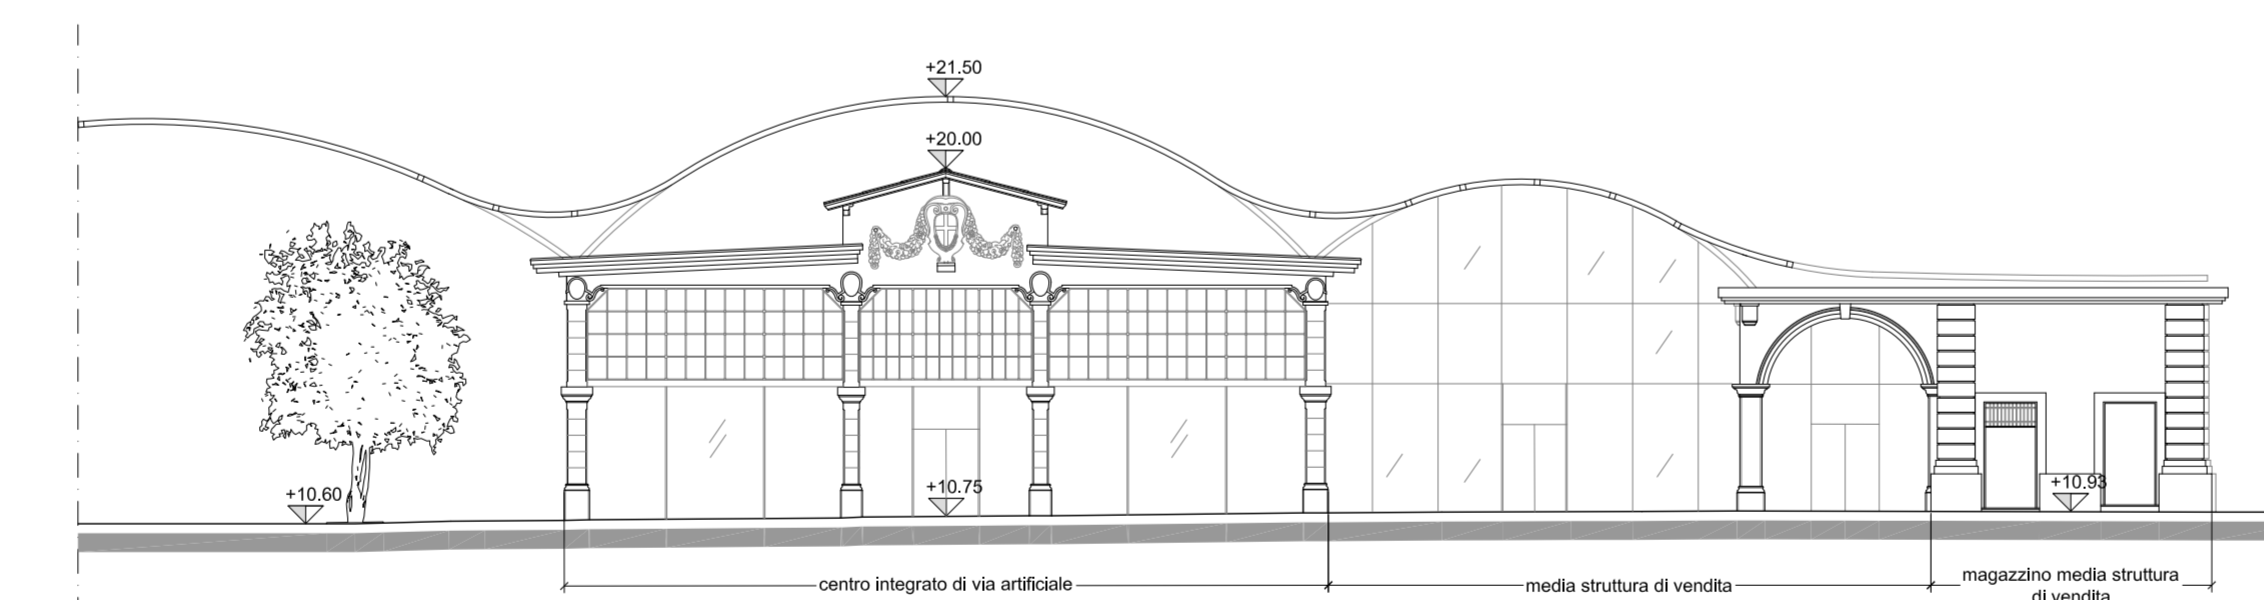 +21.50
+20.00
+10.60
+10.75
+10.93
centro integrato di via artificiale
media struttura di vendita
magazzino media struttura
di vendita